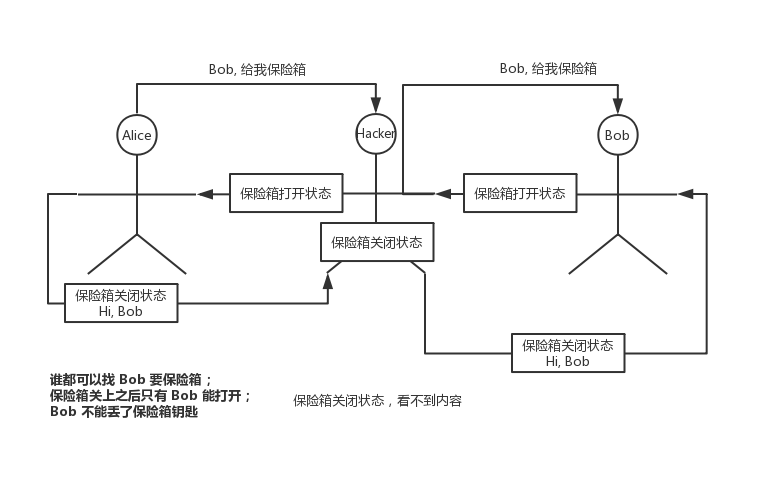 Bob, 给我保险箱
Bob, 给我保险箱
Alice
Hacker
Bob
保险箱打开状态
保险箱打开状态
保险箱关闭状态
保险箱关闭状态
Hi, Bob
保险箱关闭状态
Hi, Bob
谁都可以找 Bob 要保险箱；
保险箱关上之后只有 Bob 能打开；
Bob 不能丢了保险箱钥匙
保险箱关闭状态，看不到内容